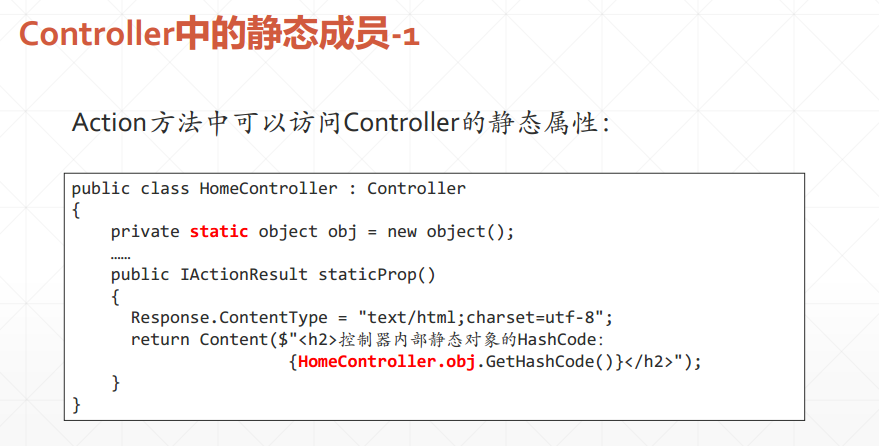 Controller中的静态成员-1
Action方法中可以访问Controller的静态属性：
public class HomeController : Controller
{
private static object obj = new object();
……
public IActionResult staticProp()
{
Response.ContentType = "text/html;charset=utf-8";
return Content($"<h2>控制器内部静态对象的HashCode：
{HomeController.obj.GetHashCode()}</h2>");
}
}